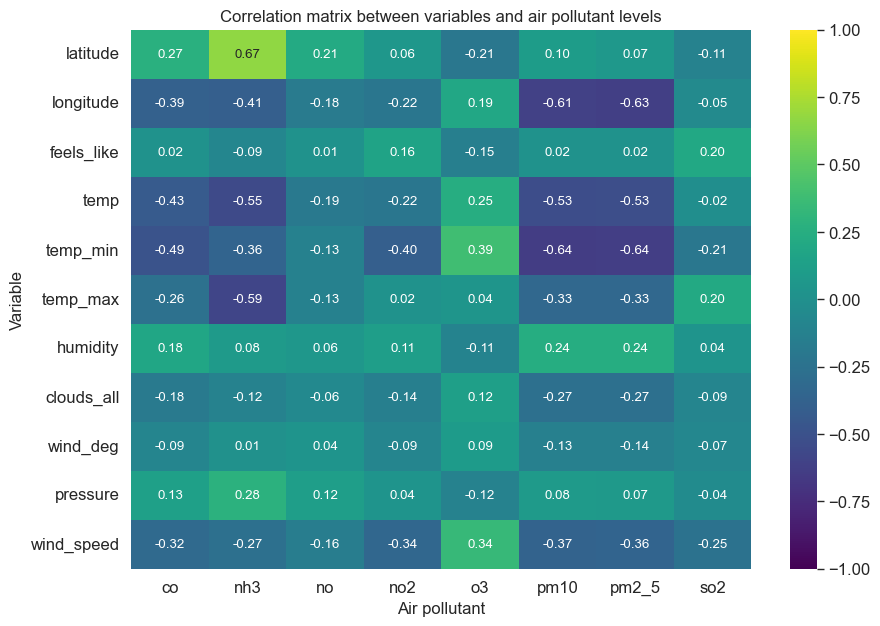 Correlation matrix between variables and air pollutant levels
Variable
latitude 0.27 0.67 0.21 0.06 -0.21 0.10 0.07 -0.11
longitude -0.39 -0.41 -0.18 -0.22 0.19 -0.61 -0.63 -0.05
feels_like 0.02 -0.09 0.01 0.16 -0.15 0.02 0.02 0.20
temp -0.43 -0.55 -0.19 -0.22 0.25 -0.53 -0.53 -0.02
temp_min -0.49 -0.36 -0.13 -0.40 0.39 -0.64 -0.64 -0.21
temp_max -0.26 -0.59 -0.13 0.02 0.04 -0.33 -0.33 0.20
humidity 0.18 0.08 0.06 0.11 -0.11 0.24 0.24 0.04
clouds_all -0.18 -0.12 -0.06 -0.14 0.12 -0.27 -0.27 -0.09
wind_deg -0.09 0.01 0.04 -0.09 0.09 -0.13 -0.14 -0.07
pressure 0.13 0.28 0.12 0.04 -0.12 0.08 0.07 -0.04
wind_speed -0.32 -0.27 -0.16 -0.34 0.34 -0.37 -0.36 -0.25
co nh3 no no2 o3 pm10 pm2_5 so2
Air pollutant
1.00
0.75
0.50
0.25
0.00
−0.25
−0.50
−0.75
−1.00